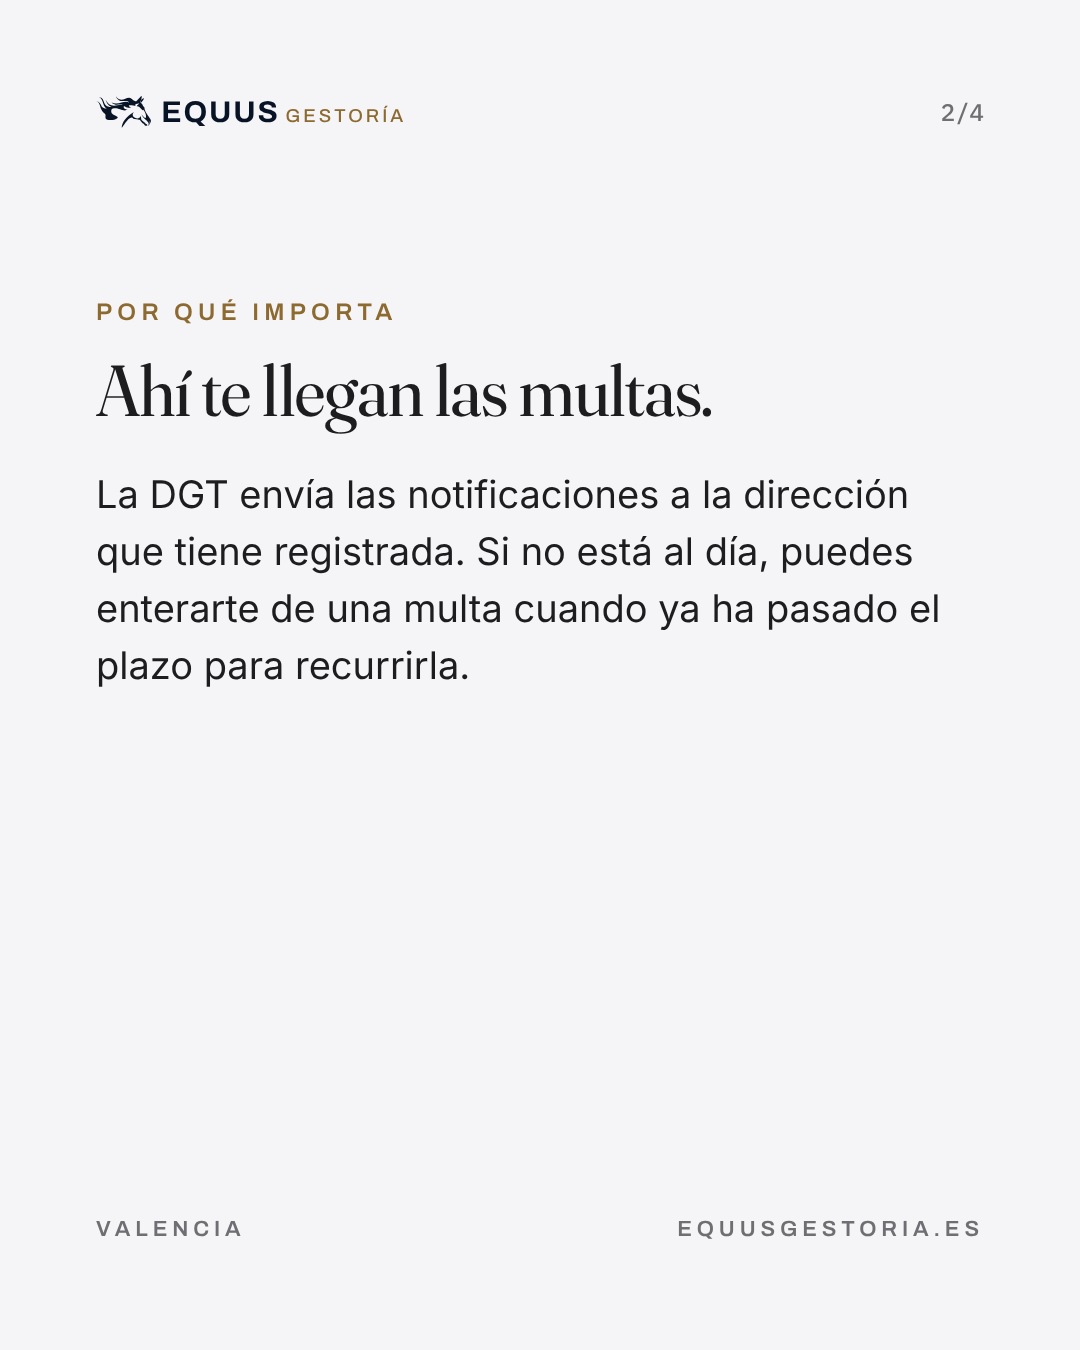 EQUUS GESTORÍA
2/4
POR QUÉ IMPORTA
Ahí te llegan las multas.
La DGT envía las notificaciones a la dirección
que tiene registrada. Si no está al día, puedes
enterarte de una multa cuando ya ha pasado el
plazo para recurrirla.
VALENCIA
EQUUSGESTORIA.ES